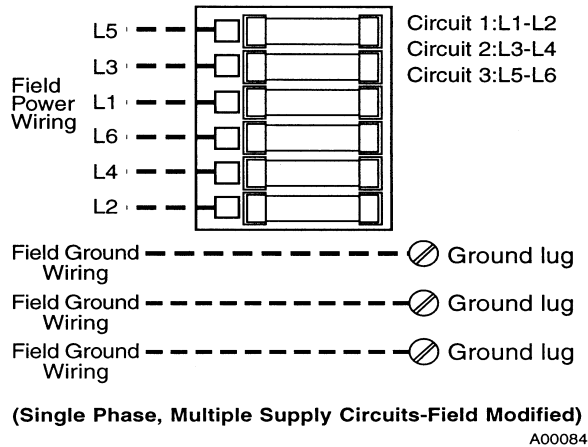 L5
L3
L1
L6
L4
L2
Field
Power
Wiring
Circuit 1:L1-L2
Circuit 2:L3-L4
Circuit 3:L5-L6
Field Ground
Wiring
Ground lug
Field Ground
Wiring
Ground lug
Field Ground
Wiring
Ground lug
(Single Phase, Multiple Supply Circuits-Field Modified)
A00084